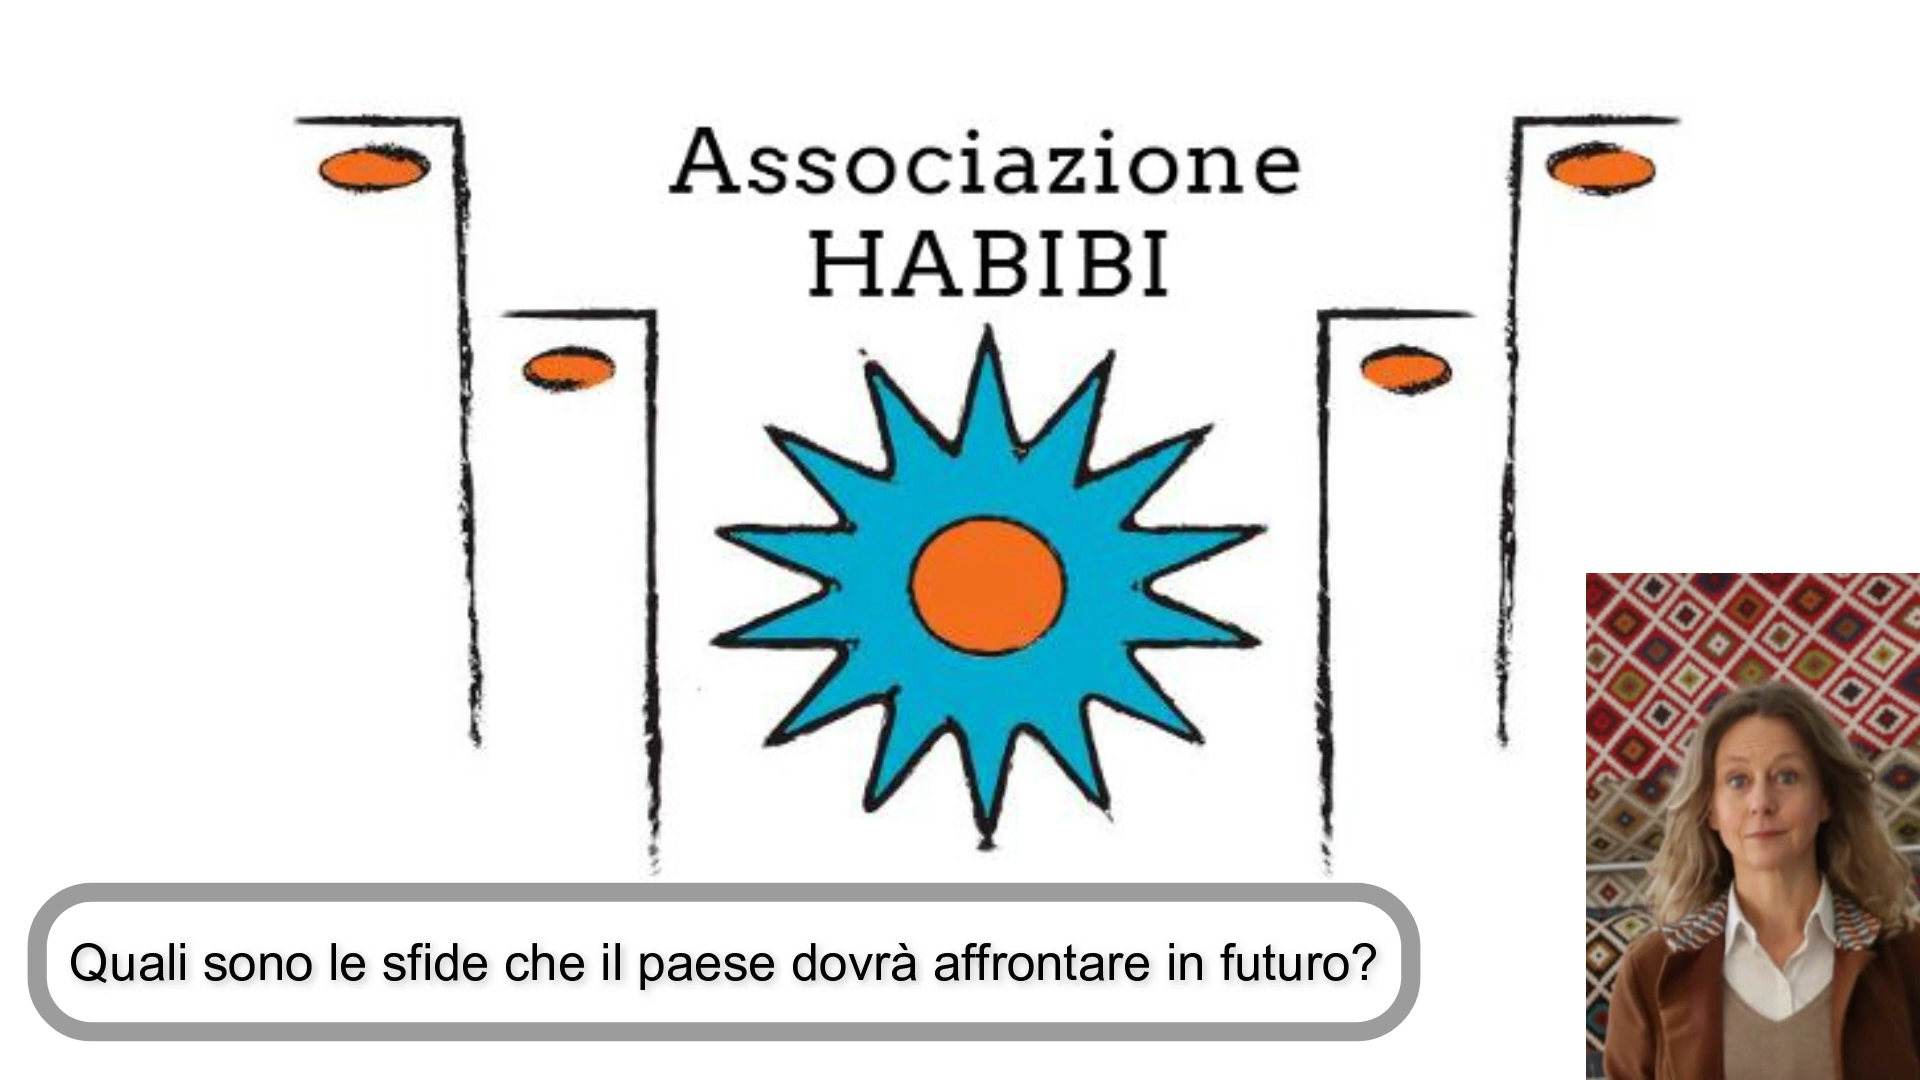 Associazione
HABIBI
Quali sono le sfide che il paese dovrà affrontare in futuro?